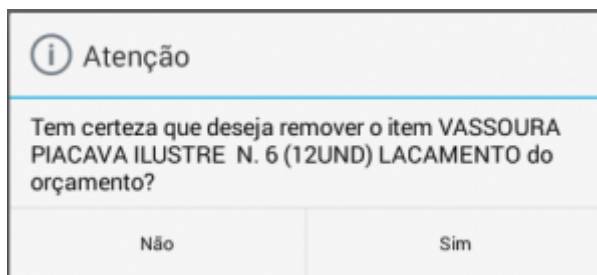 Atenção
Tem certeza que deseja remover o item VASSOURA
PIACAVA ILUSTRE N. 6 (12UND) LACAMENTO do
orçamento?
Não
Sim